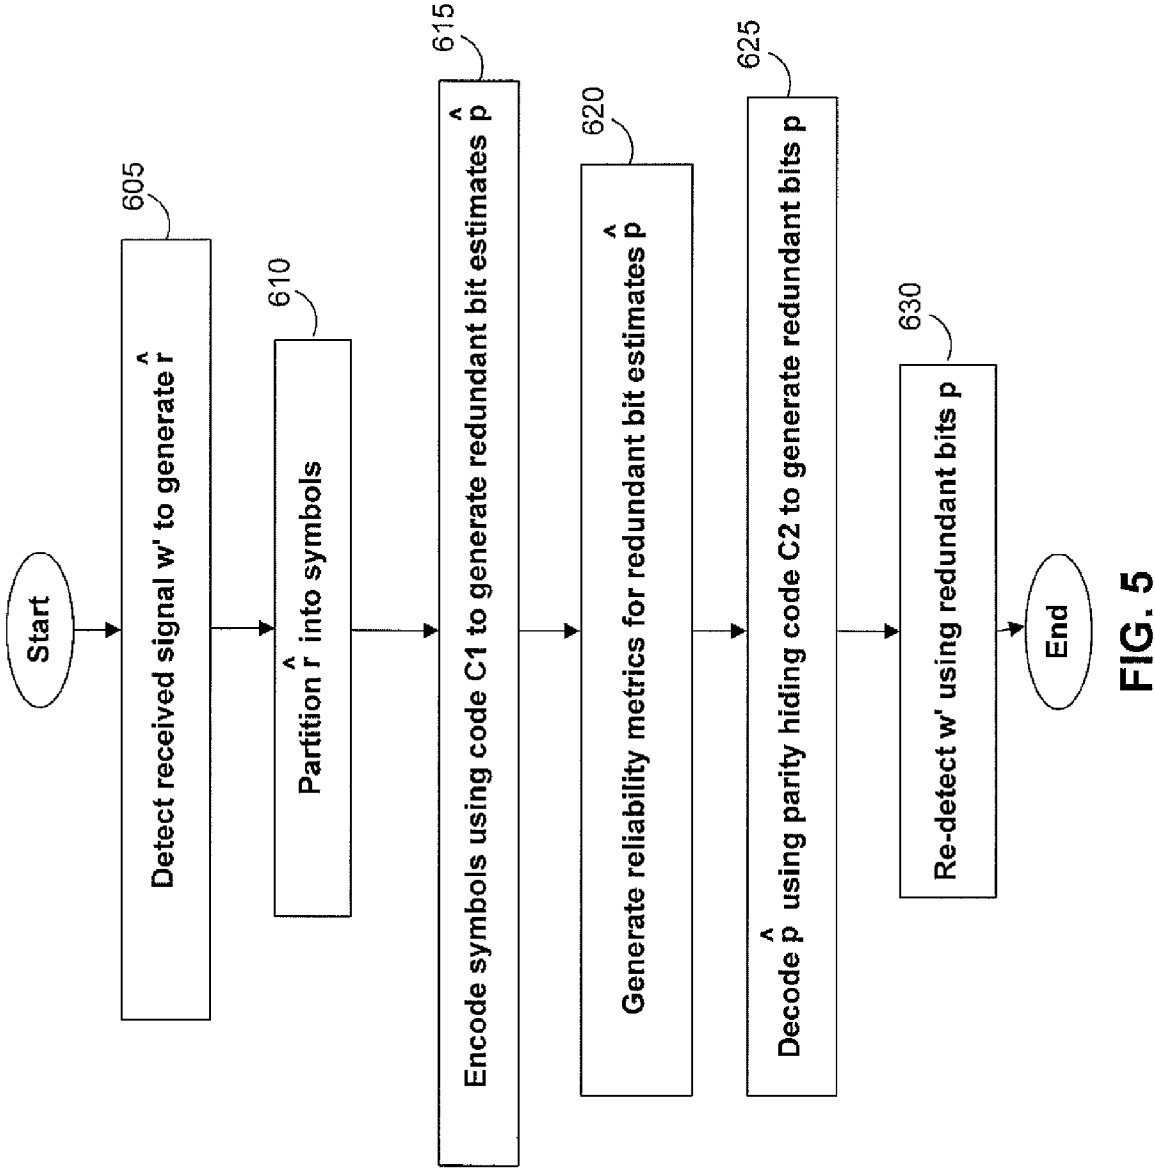 Start
605
Detect received signal w' to generate r̂
610
Partition r̂ into symbols
615
Encode symbols using code C1 to generate redundant bit estimates p̂
620
Generate reliability metrics for redundant bit estimates p̂
625
Decode p̂ using parity hiding code C2 to generate redundant bits p
630
Re-detect w' using redundant bits p
End
FIG. 5